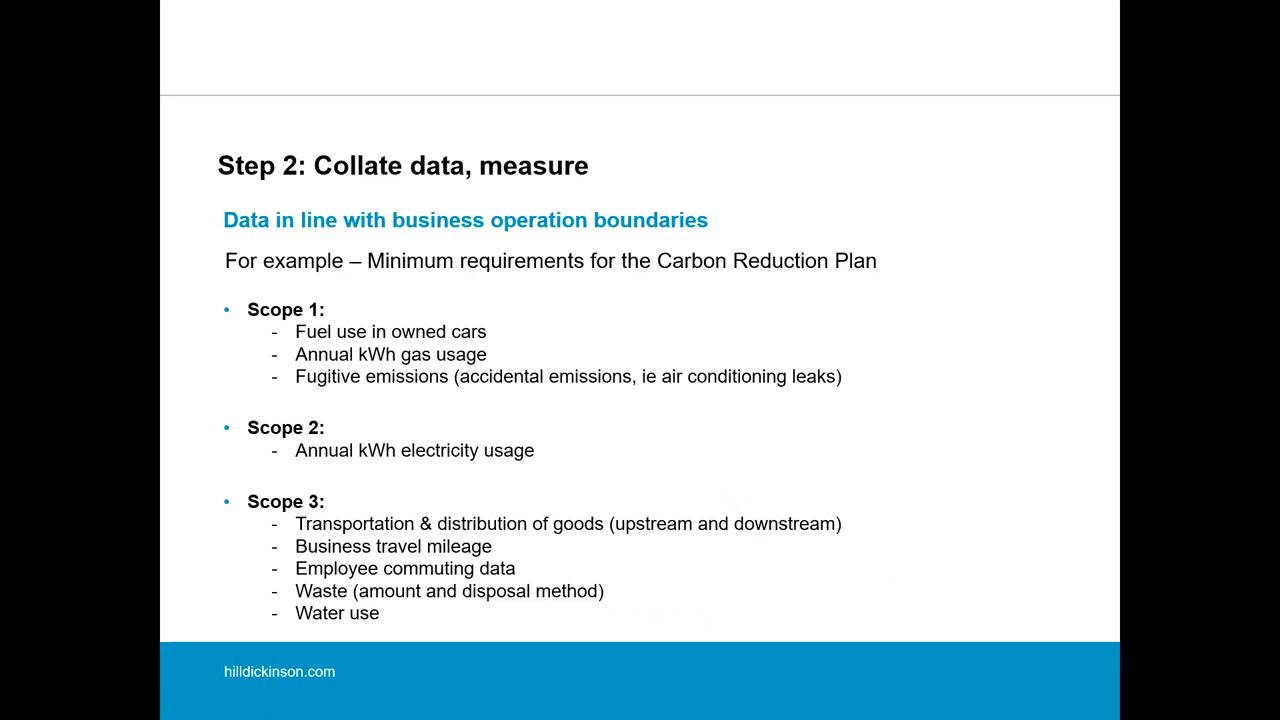 Step 2: Collate data, measure
Data in line with business operation boundaries
For example – Minimum requirements for the Carbon Reduction Plan
• Scope 1:
- Fuel use in owned cars
- Annual kWh gas usage
- Fugitive emissions (accidental emissions, ie air conditioning leaks)
• Scope 2:
- Annual kWh electricity usage
• Scope 3:
- Transportation & distribution of goods (upstream and downstream)
- Business travel mileage
- Employee commuting data
- Waste (amount and disposal method)
- Water use
hilldickinson.com